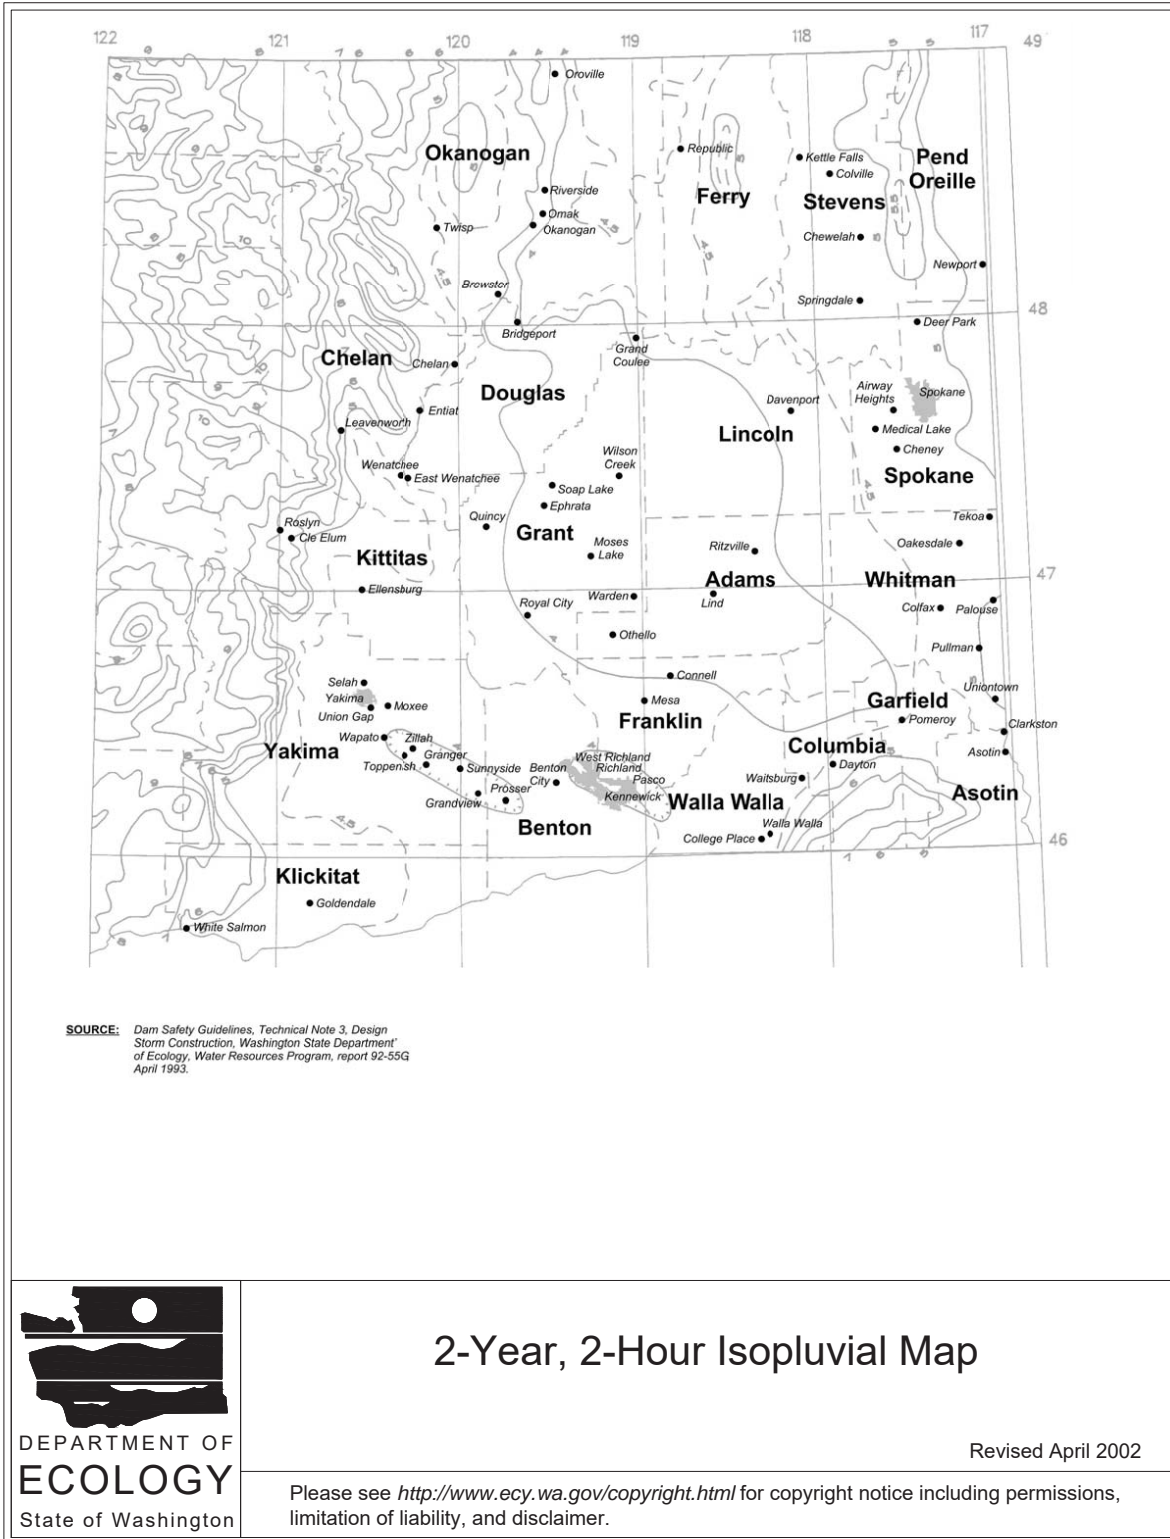 122
121
120
119
118
117
49
Oroville
Okanogan
Republic
Kettle Falls
Colville
Pend
Oreille
Ferry
Stevens
Riverside
Omak
Okanogan
Twisp
Chewelah
Newport
Brewster
Springdale
48
Bridgeport
Deer Park
Grand
Coulee
Chelan
Chelan
Douglas
Entiat
Davenport
Airway
Heights
Spokane
Leavenworth
Lincoln
Medical Lake
Cheney
Wenatchee
East Wenatchee
Wilson
Creek
Soap Lake
Spokane
Ephrata
Quincy
Grant
Tekoa
Roslyn
Cle Elum
Moses
Lake
Ritzville
Oakesdale
Kittitas
Adams
Whitman
47
Ellensburg
Royal City
Warden
Lind
Colfax
Palouse
Othello
Pullman
Selah
Yakima
Union Gap
Moxee
Connell
Mesa
Franklin
Garfield
Uniontown
Pomeroy
Clarkston
Wapato
Zillah
Yakima
Granger
Toppenish
Sunnyside
Benton
City
West Richland
Richland
Pasco
Kennewick
Columbia
Dayton
Waitsburg
Asotin
Asotin
Grandview
Prosser
Benton
Walla Walla
Walla Walla
College Place
46
4.5
Klickitat
Goldendale
White Salmon
SOURCE: Dam Safety Guidelines, Technical Note 3, Design
Storm Construction, Washington State Department'
of Ecology, Water Resources Program, report 92-55G
April 1993.
DEPARTMENT OF
ECOLOGY
State of Washington
2-Year, 2-Hour Isopluvial Map
Revised April 2002
Please see http://www.ecy.wa.gov/copyright.html for copyright notice including permissions,
limitation of liability, and disclaimer.